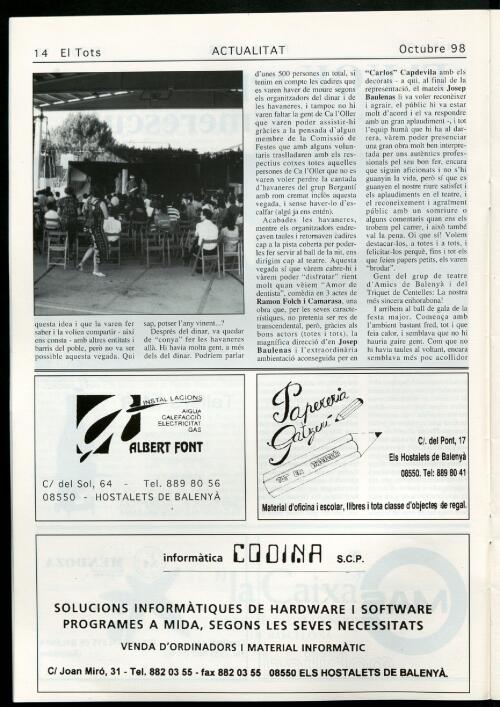 14 El Tots
ACTUALITAT
Octubre 98
questa idea i que la varen fer
saber i la volien compartir - així
ens consta - amb altres entitats i
barris del poble, però no va ser
possible aquesta vegada. Qui
sap, potser l'any vinent...?
Després del dinar, va quedar
de "conya" fer les havaneres
allà. Hi havia molta gent, a més
dels del dinar. Podríem parlar
d'unes 500 persones en total, si
tenim en compte les cadires que
es varen haver de moure segons
els organitzadors del dinar i de
les havaneres, i tampoc no hi
varen faltar la gent de Ca l'Oller
que varen poder assistir-hi
gràcies a la pensada d'algun
membre de la Comissió de
Festes que amb alguns volun-
taris traslladaren amb els res-
pectius cotxes totes aquelles
persones de Ca l'Oller que no es
varen voler perdre la cantada
d'havaneres del grup Bergantí
amb rom cremat inclòs aquesta
vegada, i sense haver-lo d'es-
calfar (algú ja ens entén).
Acabades les havaneres,
mentre els organitzadors endre-
çaven taules i retornaven cadires
cap a la pista coberta per poder-
les fer servir al ball de la nit, ens
dirigim cap al teatre. Aquesta
vegada sí que vàrem cabre-hi i
vàrem poder "disfrutar" rient
molt quan vèiem "Amor de
dentista", comèdia en 3 actes de
Ramon Folch i Camarasa, una
obra que, per les seves caracte-
rístiques, no pretenia ser res de
transcendental, però, gràcies als
bons actors (totes i tots), la
magnífica direcció d'en Josep
Baulenas i l'extraordinària
ambientació aconseguida per en
"Carlos" Capdevila amb els
decorats - a qui, al final de la
representació, el mateix Josep
Baulenas li va voler reconèixer
i agrair, el públic hi va estar
molt d'acord i el va respondre
amb un gran aplaudiment -, i tot
l'equip humà que hi ha al dar-
rera, vàrem poder presenciar
una gran obra molt ben interpre-
tada per uns autèntics profes-
sionals pel seu bon fer, encara
que siguin aficionats i no s'hi
guanyin la vida, però sí que es
guanyen el nostre riure satisfet i
els aplaudiments en el teatre, i
el reconeixement i agraïment
públic amb un somriure o
alguns comentaris quan ens els
trobem pel carrer, i això també
val la pena. Oi que sí! Volem
destacar-los, a totes i a tots, i
felicitar-los perquè, fins i tot els
que feien papers petits, els varen
"brodar".
Gent del grup de teatre
d'Amics de Balenyà i del
Triquet de Centelles: La nostra
més sincera enhorabona!
I arribem al ball de gala de la
festa major. Comença amb
l'ambient bastant fred, tot i que
feia calor, i semblava que no hi
hauria gaire gent. Com que no
hi havia taules al voltant, encara
semblava més poc acollidor
INSTAL·LACIONS
AIGUA
CALEFACCIÓ
ELECTRICITAT
GAS
ALBERT FONT
C/ del Sol, 64 - Tel. 889 80 56
08550 - HOSTALETS DE BALENYÀ
Papereria
C/. del Pont, 17
Els Hostalets de Balenyà
08550. Tel: 889 80 41
Material d'oficina i escolar, llibres i tota classe d'objectes de regal.
informàtica CODINA S.C.P.
SOLUCIONS INFORMÀTIQUES DE HARDWARE I SOFTWARE
PROGRAMES A MIDA, SEGONS LES SEVES NECESSITATS
VENDA D'ORDINADORS I MATERIAL INFORMÀTIC
C/ Joan Miró, 31 - Tel. 882 03 55 - fax 882 03 55 08550 ELS HOSTALETS DE BALENYÀ.